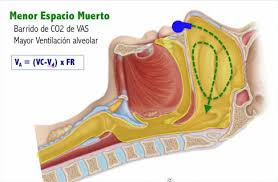 Menor Espacio Muerto
Barrido de CO2 de VAS
Mayor Ventilación alveolar
VA = (VC-Vd) x FR